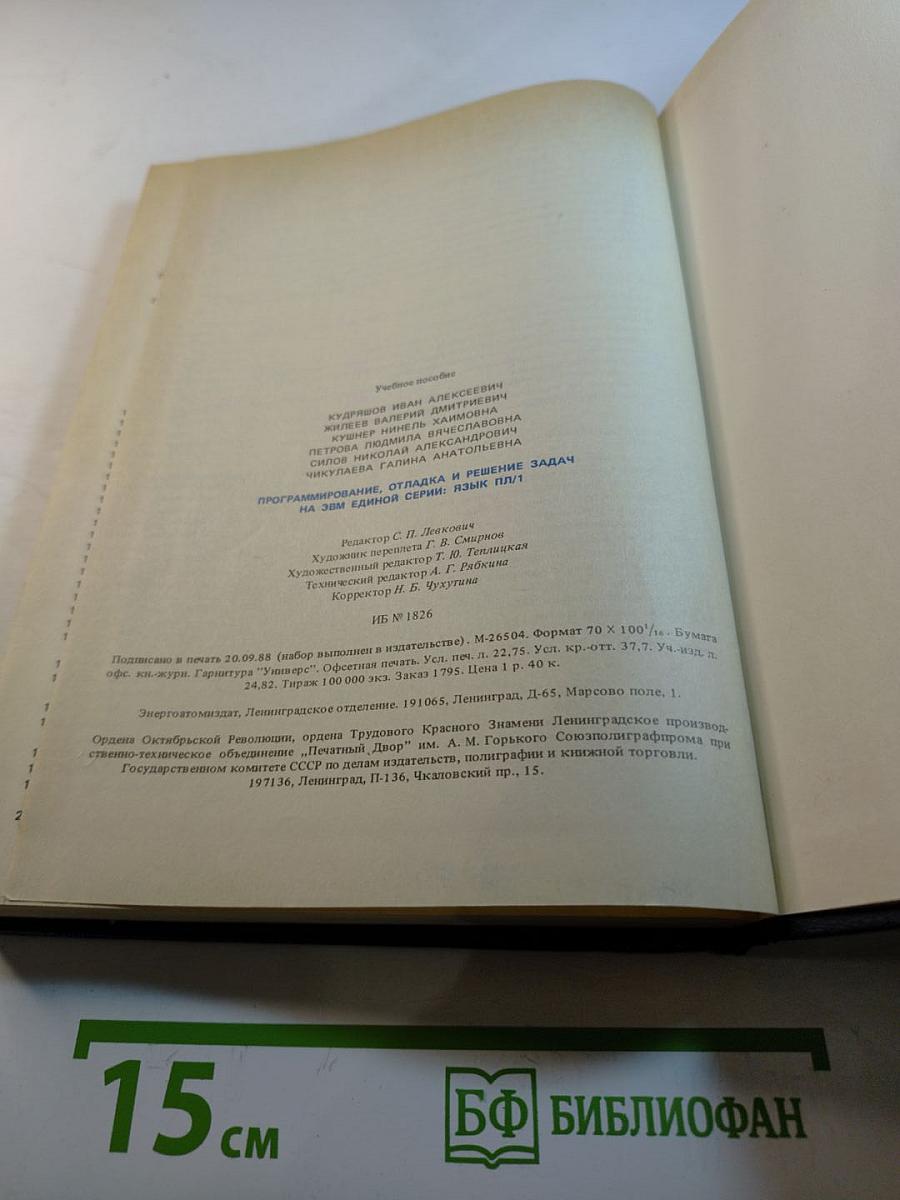 Учебное пособие
КУДРЯШОВ ИВАН АЛЕКСЕЕВИЧ
ЖИЛЕЕВ ВАЛЕРИЙ ДМИТРИЕВИЧ
КУШНЕР НИНЕЛЬ ХАИМОВНА
ПЕТРОВА ЛЮДМИЛА ВЯЧЕСЛАВОВНА
СИЛОВ НИКОЛАЙ АЛЕКСАНДРОВИЧ
ЧИКУЛАЕВА ГАЛИНА АНАТОЛЬЕВНА
ПРОГРАММИРОВАНИЕ, ОТЛАДКА И РЕШЕНИЕ ЗАДАЧ
НА ЭВМ ЕДИНОЙ СЕРИИ: ЯЗЫК ПЛ/1
Редактор С. П. Левкович
Художник переплета Г. В. Смирнов
Художественный редактор Т. Ю. Теплицкая
Технический редактор А. Г. Рябкина
Корректор Н. Б. Чухутина
ИБ № 1826
Подписано в печать 20.09.88 (набор выполнен в издательстве). М-26504. Формат 70 × 100¹/₁₆. Бумага
офс. кн.-журн. Гарнитура "Универс". Офсетная печать. Усл. печ. л. 22,75. Усл. кр.-отт. 37,7. Уч.-изд. л.
24,82. Тираж 100 000 экз. Заказ 1795. Цена 1 р. 40 к.
Энергоатомиздат, Ленинградское отделение. 191065, Ленинград, Д-65, Марсово поле, 1.
Ордена Октябрьской Революции, ордена Трудового Красного Знамени Ленинградское производ-
ственно-техническое объединение „Печатный Двор" им. А. М. Горького Союзполиграфпрома при
Государственном комитете СССР по делам издательств, полиграфии и книжной торговли.
197136, Ленинград, П-136, Чкаловский пр., 15.
15 см
БФ БИБЛИОФАН